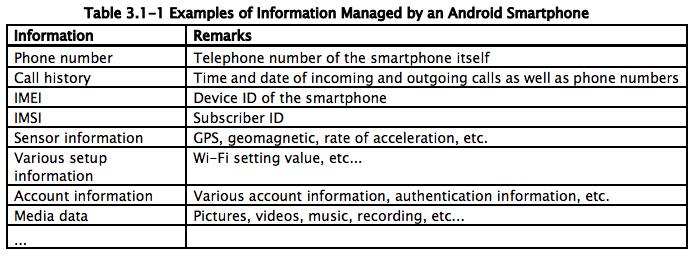 Table 3.1-1 Examples of Information Managed by an Android Smartphone
Information Remarks
Phone number Telephone number of the smartphone itself
Call history Time and date of incoming and outgoing calls as well as phone numbers
IMEI Device ID of the smartphone
IMSI Subscriber ID
Sensor information GPS, geomagnetic, rate of acceleration, etc.
Various setup Wi-Fi setting value, etc...
information
Account information Various account information, authentication information, etc.
Media data Pictures, videos, music, recording, etc...
...